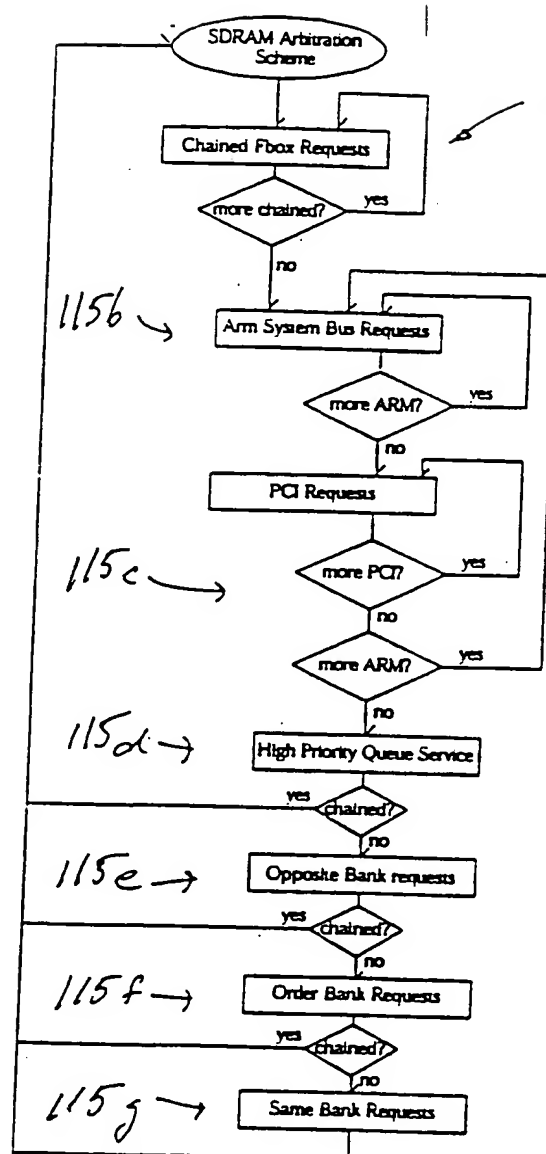 SDRAM Arbitration
Scheme
Chained Fbox Requests
more chained?
yes
no
115b
Arm System Bus Requests
more ARM?
yes
no
PCI Requests
115c
more PCI?
yes
no
more ARM?
yes
no
115d
High Priority Queue Service
yes
chained?
no
115e
Opposite Bank requests
yes
chained?
no
115f
Order Bank Requests
yes
chained?
no
115g
Same Bank Requests